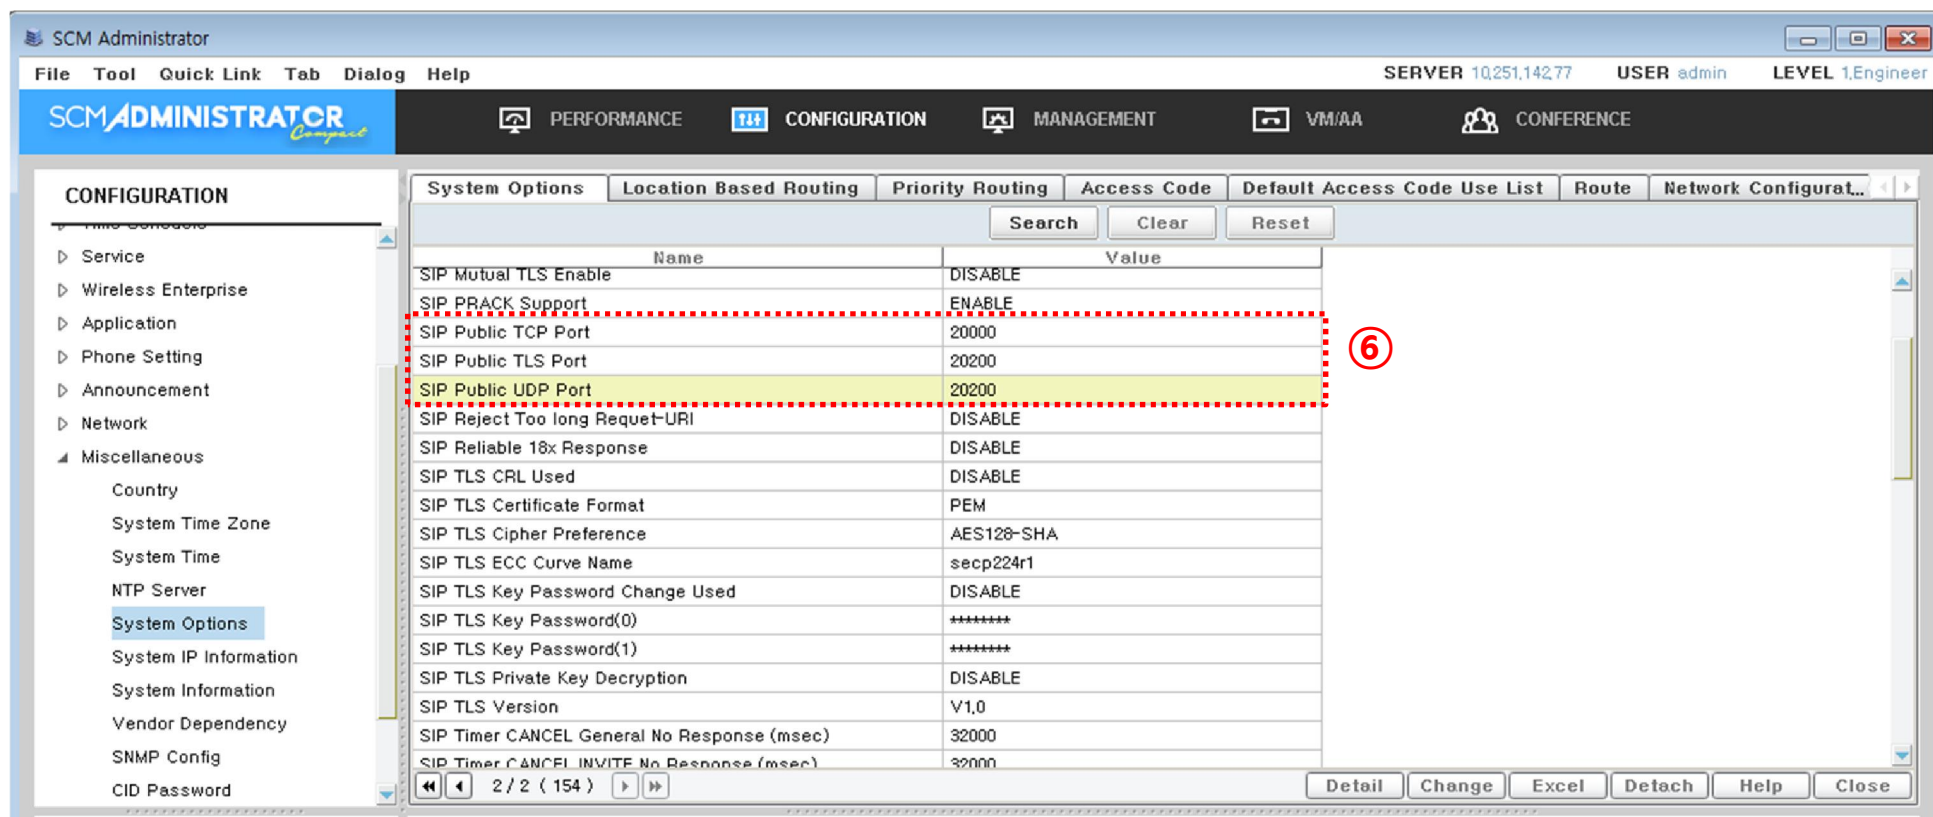 SCM Administrator
File Tool Quick Link Tab Dialog Help SERVER 10,251,142,77 USER admin LEVEL 1,Engineer
SCMADMINISTRATOR Compact PERFORMANCE CONFIGURATION MANAGEMENT VM/AA CONFERENCE
CONFIGURATION
Time Schedule
Service
Wireless Enterprise
Application
Phone Setting
Announcement
Network
Miscellaneous
Country
System Time Zone
System Time
NTP Server
System Options
System IP Information
System Information
Vendor Dependency
SNMP Config
CID Password
System Options Location Based Routing Priority Routing Access Code Default Access Code Use List Route Network Configurat...
Search Clear Reset
Name Value
SIP Mutual TLS Enable DISABLE
SIP PRACK Support ENABLE
SIP Public TCP Port 20000
SIP Public TLS Port 20200
SIP Public UDP Port 20200
⑥
SIP Reject Too long Requet-URI DISABLE
SIP Reliable 18x Response DISABLE
SIP TLS CRL Used DISABLE
SIP TLS Certificate Format PEM
SIP TLS Cipher Preference AES128-SHA
SIP TLS ECC Curve Name secp224r1
SIP TLS Key Password Change Used DISABLE
SIP TLS Key Password(0) ********
SIP TLS Key Password(1) ********
SIP TLS Private Key Decryption DISABLE
SIP TLS Version V1,0
SIP Timer CANCEL General No Response (msec) 32000
SIP Timer CANCEL INVITE No Response (msec) 32000
2 / 2 ( 154 ) Detail Change Excel Detach Help Close